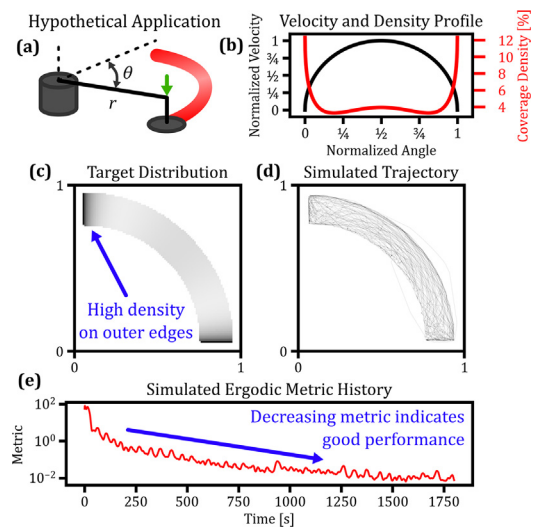 Hypothetical Application
(a)
θ
r
Velocity and Density Profile
(b)
Normalized Velocity
1
¾
½
¼
0
12
10
8
6
4
Coverage Density [%]
0 ¼ ½ ¾ 1
Normalized Angle
(c) Target Distribution
1
High density
on outer edges
0
0 1
(d) Simulated Trajectory
1
0
0 1
(e)
Simulated Ergodic Metric History
Metric
10²
10⁰
10⁻²
Decreasing metric indicates
good performance
0 250 500 750 1000 1250 1500 1750
Time [s]